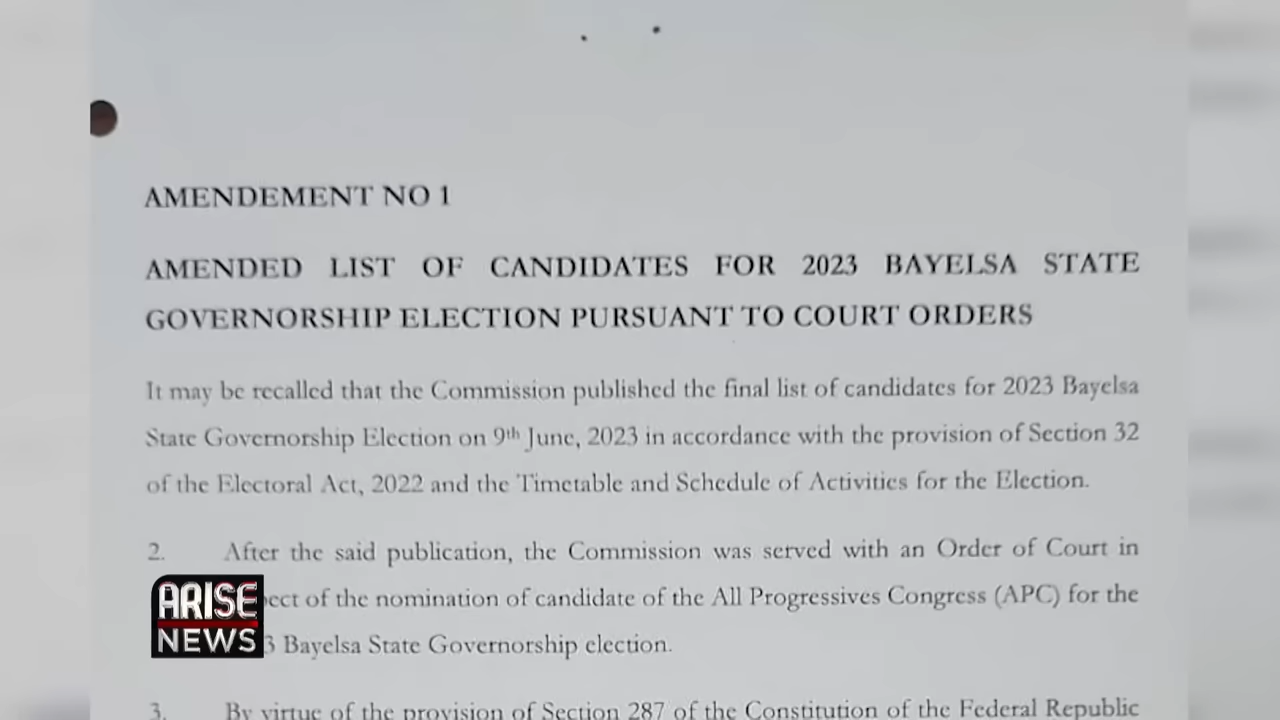 AMENDEMENT NO 1
AMENDED LIST OF CANDIDATES FOR 2023 BAYELSA STATE
GOVERNORSHIP ELECTION PURSUANT TO COURT ORDERS
It may be recalled that the Commission published the final list of candidates for 2023 Bayelsa
State Governorship Election on 9th June, 2023 in accordance with the provision of Section 32
of the Electoral Act, 2022 and the Timetable and Schedule of Activities for the Election.
2. After the said publication, the Commission was served with an Order of Court in
pect of the nomination of candidate of the All Progressives Congress (APC) for the
3 Bayelsa State Governorship election.
ARISE
NEWS
3. By virtue of the provision of Section 287 of the Constitution of the Federal Republic